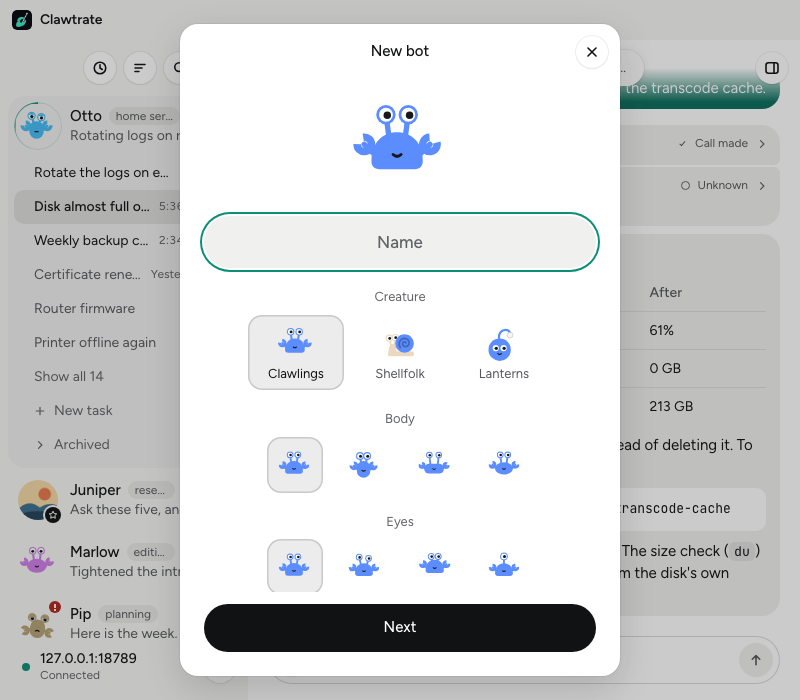 Clawtrate
New bot
Name
Creature
Clawlings
Shellfolk
Lanterns
Body
Eyes
Next
Otto
home ser...
Rotating logs on
Rotate the logs on e...
Disk almost full o...
5:36
Weekly backup c...
2:34
Certificate rene...
Router firmware
Printer offline again
Show all 14
+ New task
Archived
Juniper
rese...
Ask these five, an
Marlow
editi...
Tightened the
Pip
planning
Here is the week.
127.0.0.1:18789
Connected
the transcode cache.
Call made
Unknown
After
61%
0 GB
213 GB
of deleting it. To
transcode-cache
The size check ( du )
the disk's own